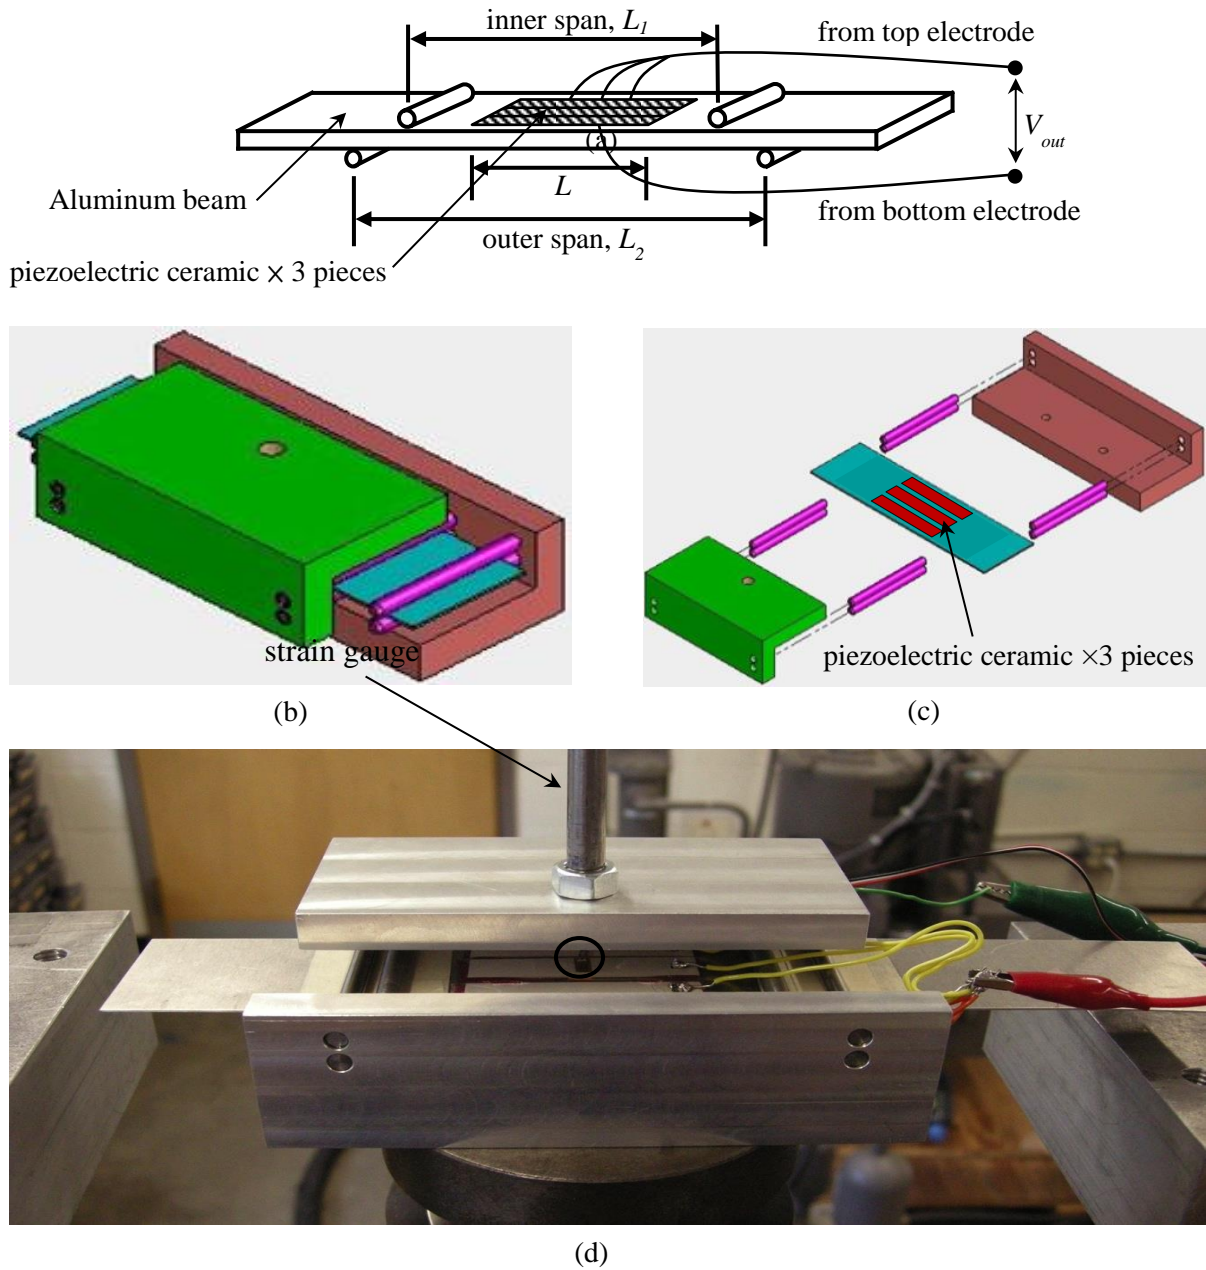 inner span, L1
from top electrode
Vout
(a)
Aluminum beam
L
from bottom electrode
outer span, L2
piezoelectric ceramic × 3 pieces
strain gauge
piezoelectric ceramic ×3 pieces
(b)
(c)
(d)